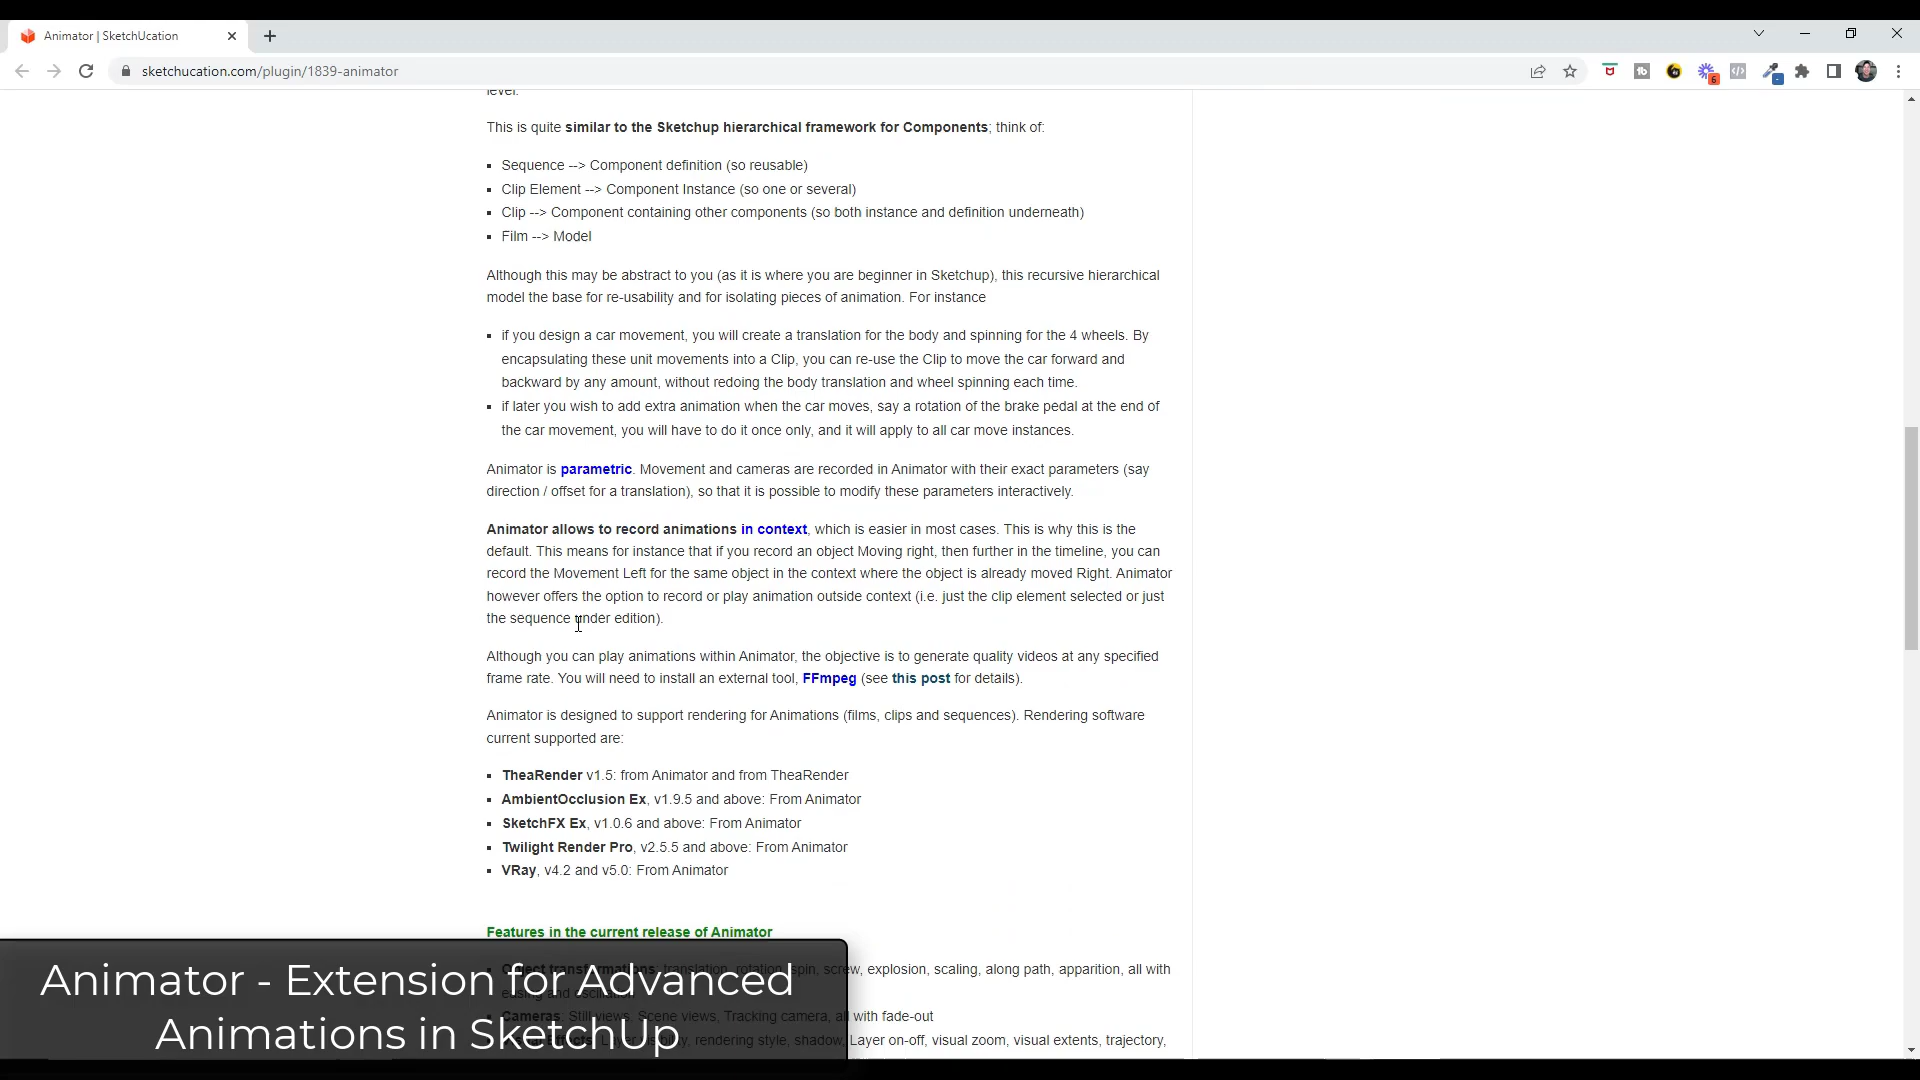 Animator | SketchUcation
sketchucation.com/plugin/1839-animator
6
level.
This is quite similar to the Sketchup hierarchical framework for Components; think of:
Sequence --> Component definition (so reusable)
Clip Element --> Component Instance (so one or several)
Clip --> Component containing other components (so both instance and definition underneath)
Film --> Model
Although this may be abstract to you (as it is where you are beginner in Sketchup), this recursive hierarchical
model the base for re-usability and for isolating pieces of animation. For instance
if you design a car movement, you will create a translation for the body and spinning for the 4 wheels. By
encapsulating these unit movements into a Clip, you can re-use the Clip to move the car forward and
backward by any amount, without redoing the body translation and wheel spinning each time.
if later you wish to add extra animation when the car moves, say a rotation of the brake pedal at the end of
the car movement, you will have to do it once only, and it will apply to all car move instances.
Animator is parametric. Movement and cameras are recorded in Animator with their exact parameters (say
direction / offset for a translation), so that it is possible to modify these parameters interactively.
Animator allows to record animations in context, which is easier in most cases. This is why this is the
default. This means for instance that if you record an object Moving right, then further in the timeline, you can
record the Movement Left for the same object in the context where the object is already moved Right. Animator
however offers the option to record or play animation outside context (i.e. just the clip element selected or just
the sequence under edition).
Although you can play animations within Animator, the objective is to generate quality videos at any specified
frame rate. You will need to install an external tool, FFmpeg (see this post for details).
Animator is designed to support rendering for Animations (films, clips and sequences). Rendering software
current supported are:
TheaRender v1.5: from Animator and from TheaRender
AmbientOcclusion Ex, v1.9.5 and above: From Animator
SketchFX Ex, v1.0.6 and above: From Animator
Twilight Render Pro, v2.5.5 and above: From Animator
VRay, v4.2 and v5.0: From Animator
Features in the current release of Animator
Object transformations: translation, rotation, spin, screw, explosion, scaling, along path, apparition, all with
easing and oscillation
Cameras: Still views, Scene views, Tracking camera, all with fade-out
rendering style, shadow, Layer on-off, visual zoom, visual extents, trajectory,
Animator - Extension for Advanced
Animations in SketchUp